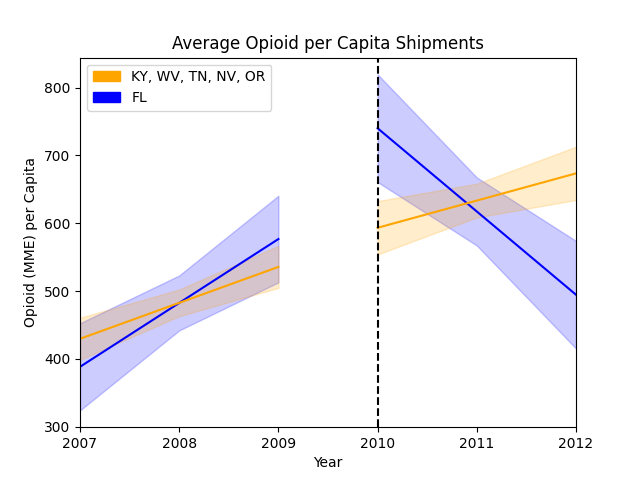 Average Opioid per Capita Shipments
KY, WV, TN, NV, OR
FL
Opioid (MME) per Capita
800
700
600
500
400
300
2007 2008 2009 2010 2011 2012
Year